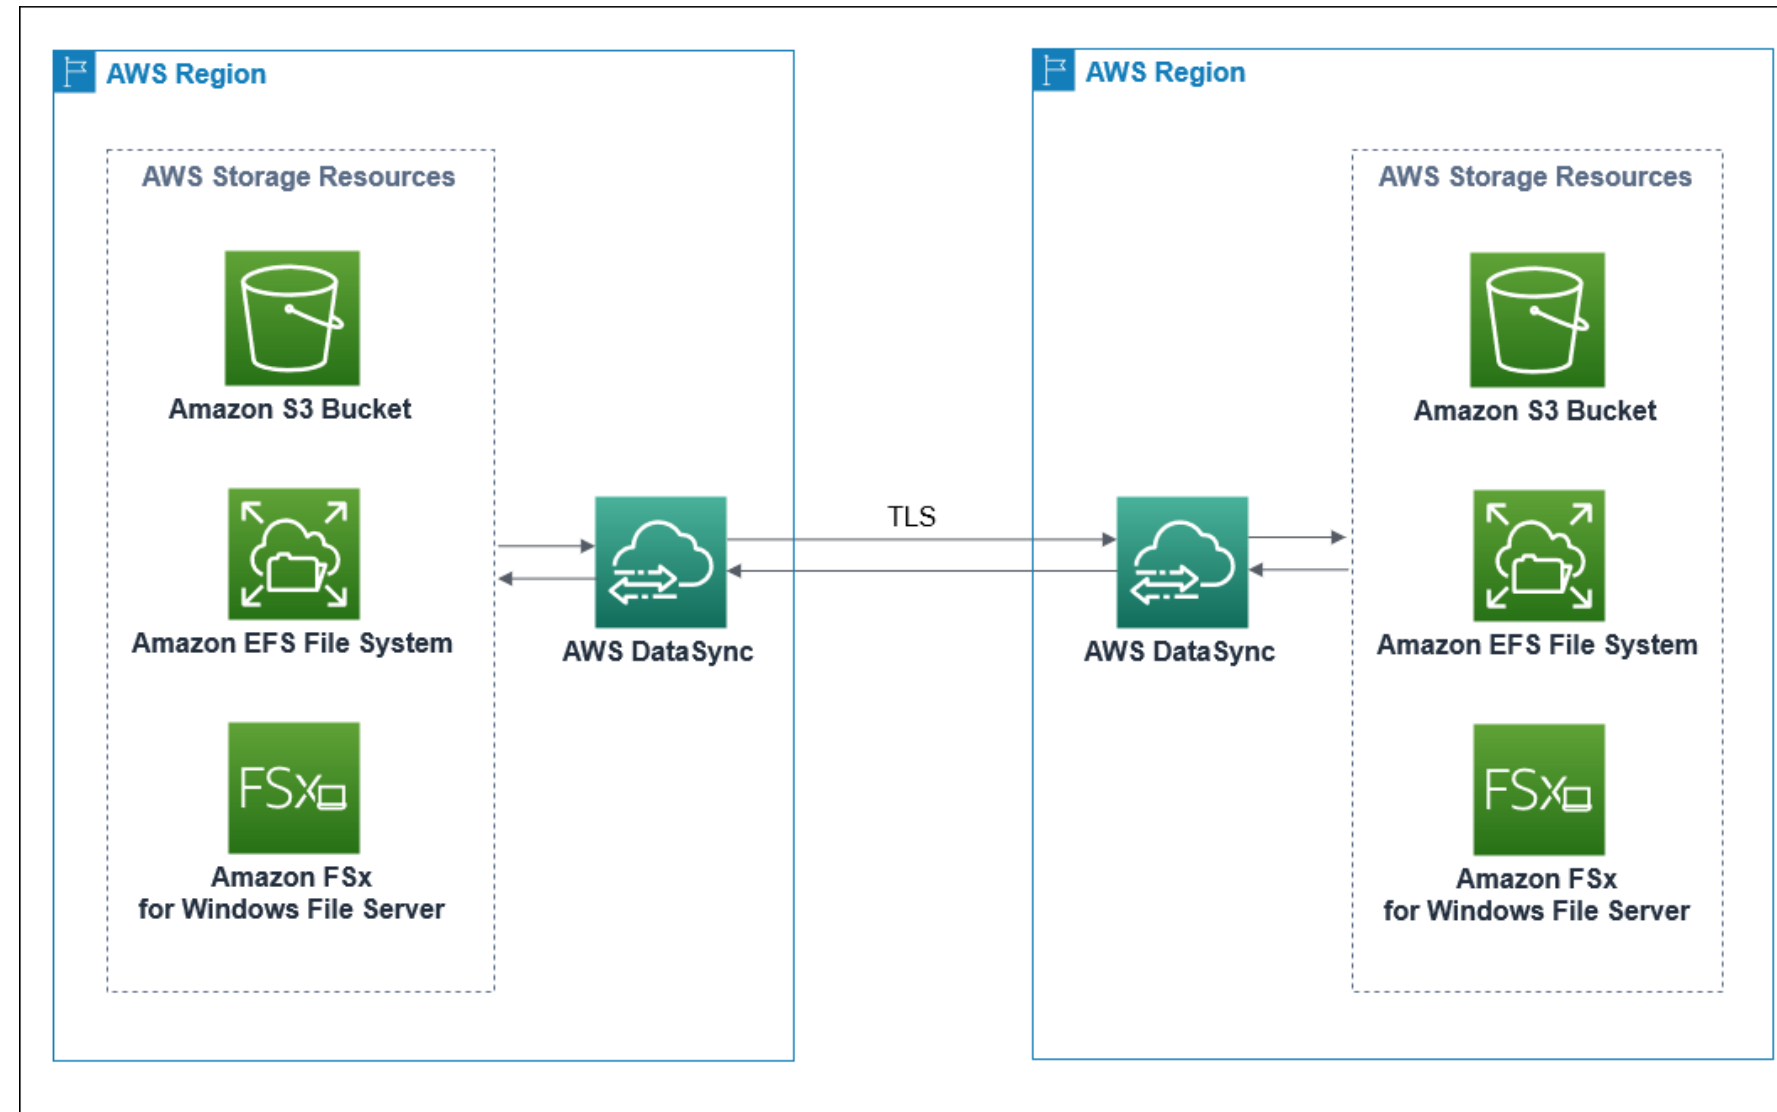 AWS Region
AWS Storage Resources
Amazon S3 Bucket
Amazon EFS File System
FSx
Amazon FSx
for Windows File Server
AWS DataSync
TLS
AWS Region
AWS DataSync
AWS Storage Resources
Amazon S3 Bucket
Amazon EFS File System
FSx
Amazon FSx
for Windows File Server